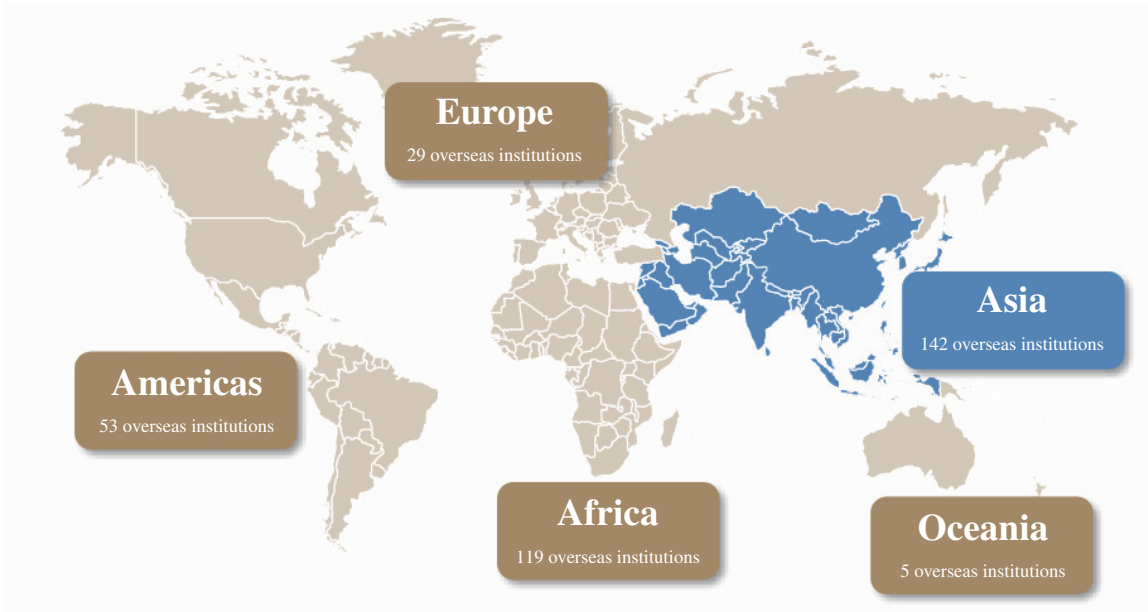 Europe
29 overseas institutions
Asia
142 overseas institutions
Americas
53 overseas institutions
Africa
119 overseas institutions
Oceania
5 overseas institutions